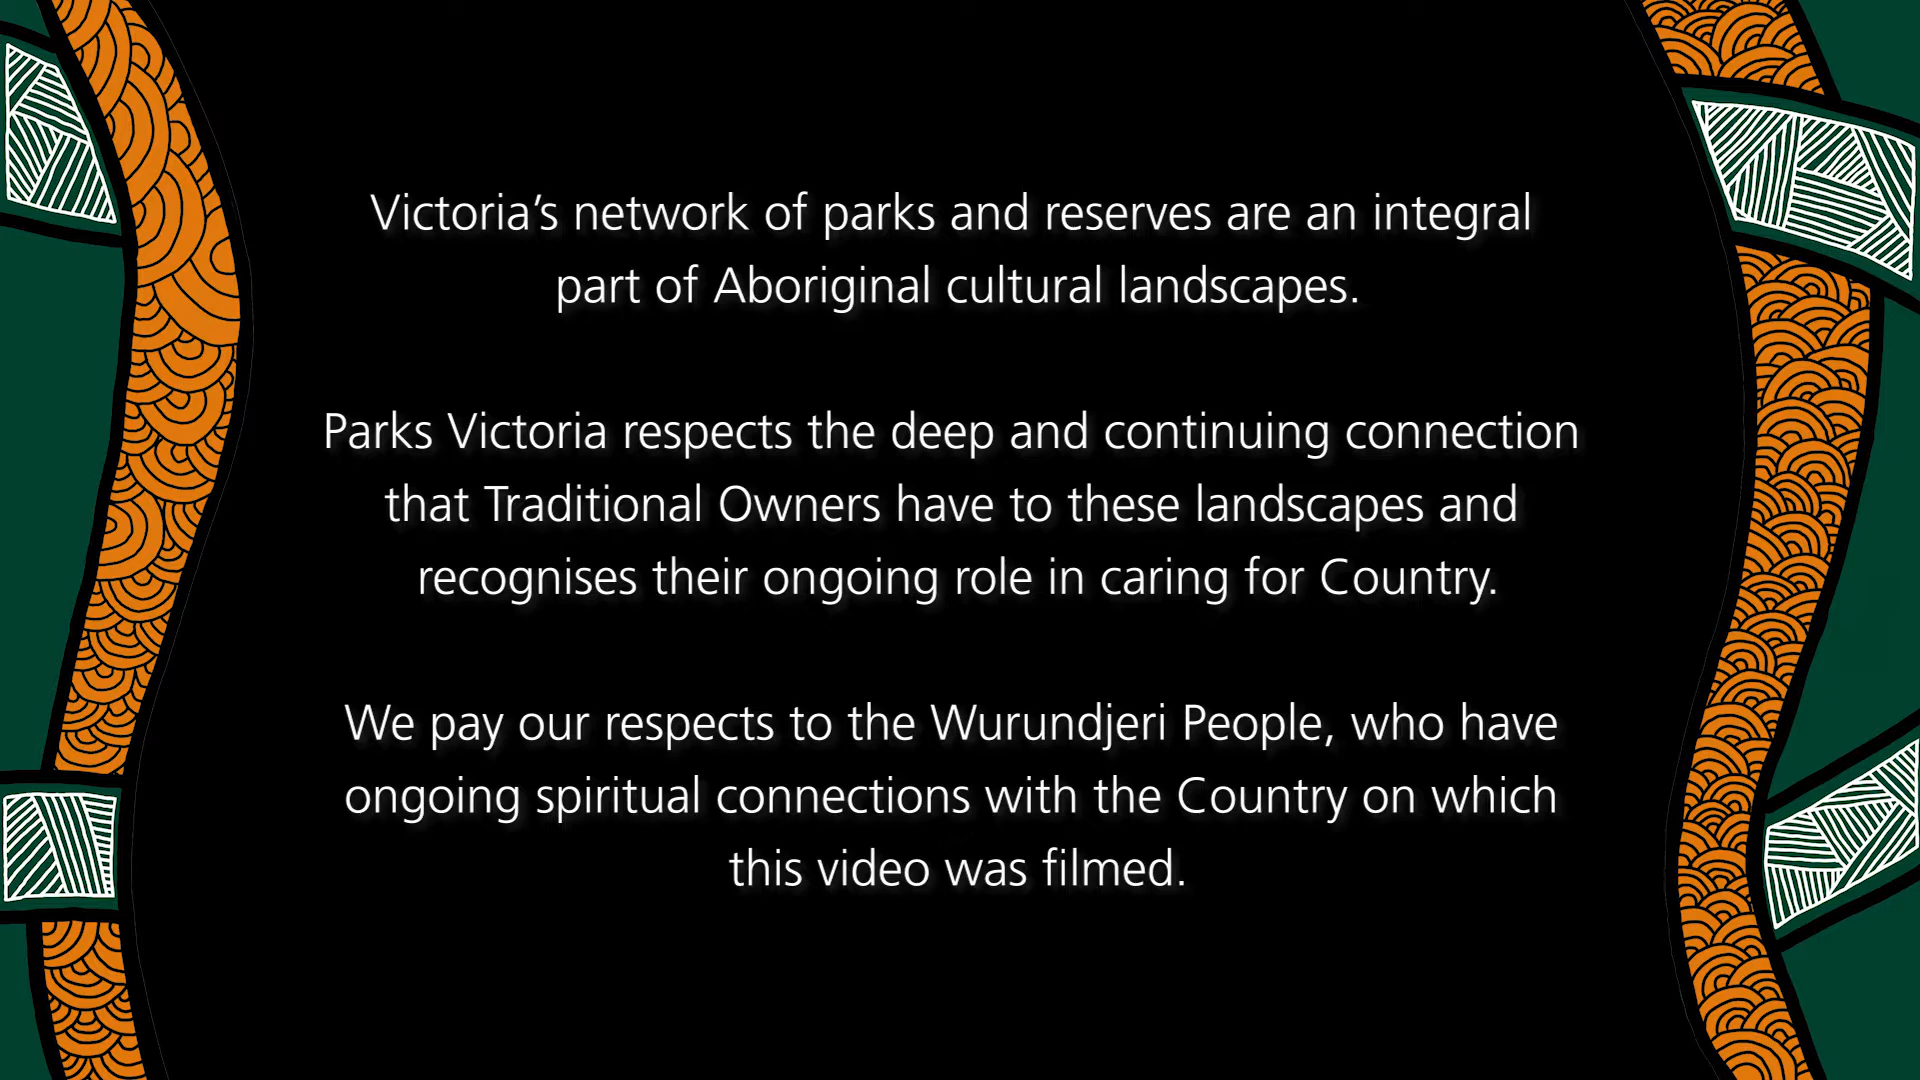 Victoria’s network of parks and reserves are an integral
part of Aboriginal cultural landscapes.
Parks Victoria respects the deep and continuing connection
that Traditional Owners have to these landscapes and
recognises their ongoing role in caring for Country.
We pay our respects to the Wurundjeri People, who have
ongoing spiritual connections with the Country on which
this video was filmed.